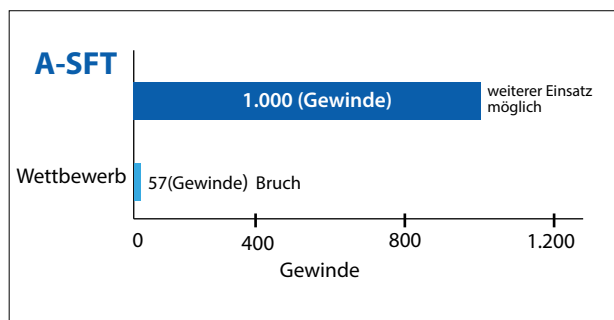 A-SFT
1.000 (Gewinde)
weiterer Einsatz
möglich
Wettbewerb
57(Gewinde) Bruch
0 400 800 1.200
Gewinde